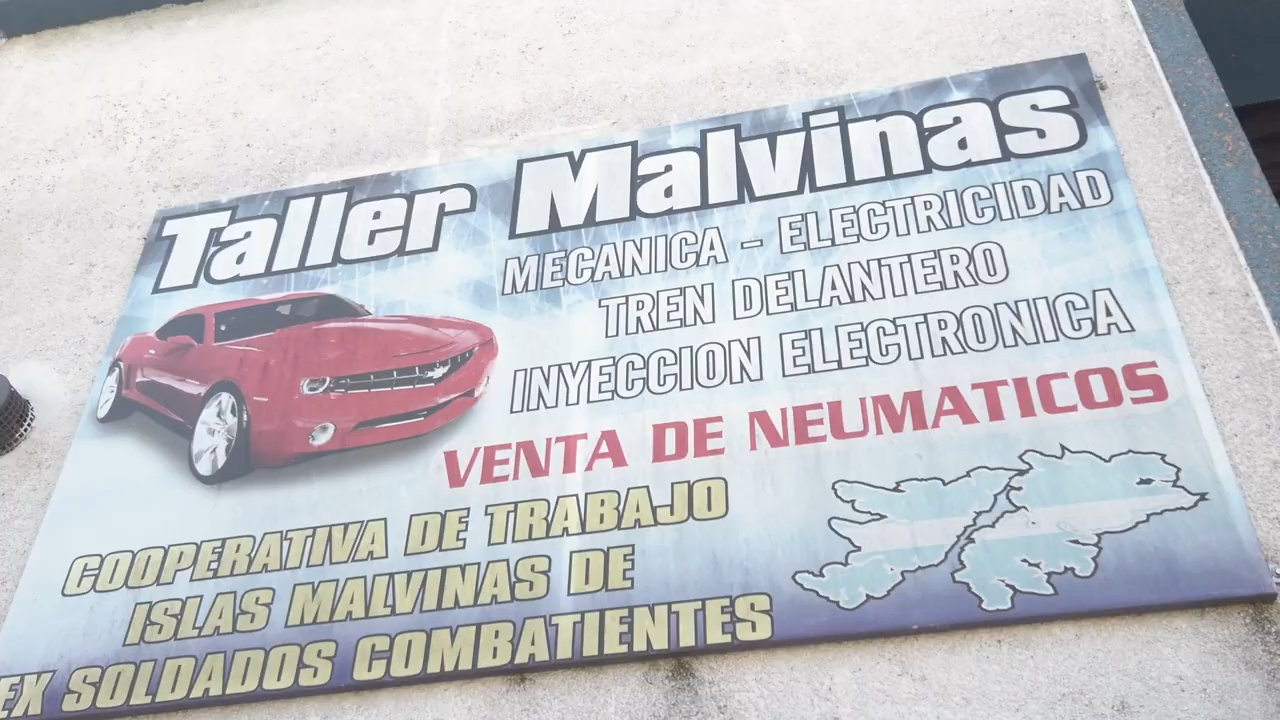 Taller Malvinas
MECANICA - ELECTRICIDAD
TREN DELANTERO
INYECCION ELECTRONICA
VENTA DE NEUMATICOS
COOPERATIVA DE TRABAJO
ISLAS MALVINAS DE
EX SOLDADOS COMBATIENTES